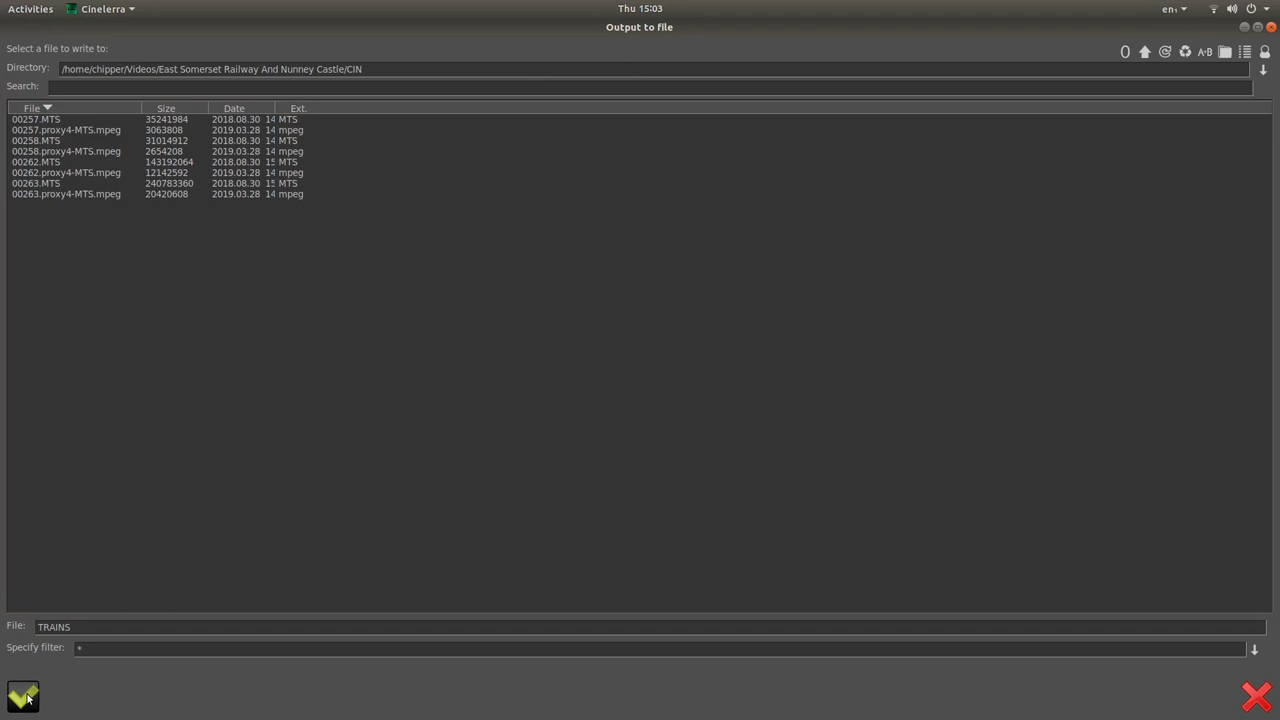 Activities Cinelerra Thu 15:03 en₁
Output to file
Select a file to write to:
Directory: /home/chipper/Videos/East Somerset Railway And Nunney Castle/CIN
Search:
File Size Date Ext.
00257.MTS 35241984 2018.08.30 14 MTS
00257.proxy4-MTS.mpeg 3063808 2019.03.28 14 mpeg
00258.MTS 31014912 2018.08.30 14 MTS
00258.proxy4-MTS.mpeg 2654208 2019.03.28 14 mpeg
00262.MTS 143192064 2018.08.30 15 MTS
00262.proxy4-MTS.mpeg 12142592 2019.03.28 14 mpeg
00263.MTS 240783360 2018.08.30 15 MTS
00263.proxy4-MTS.mpeg 20420608 2019.03.28 14 mpeg
File: TRAINS
Specify filter: *